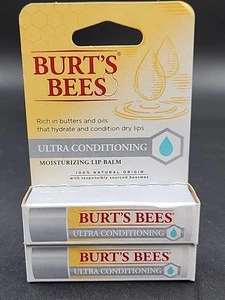 BURT'S
BEES
Rich in butters and oils
that hydrate and condition dry lips
ULTRA CONDITIONING
MOISTURIZING LIP BALM
100% NATURAL ORIGIN
with responsibly sourced beeswax
BURT'S BEES
ULTRA CONDITIONING
BURT'S BEES
ULTRA CONDITIONING